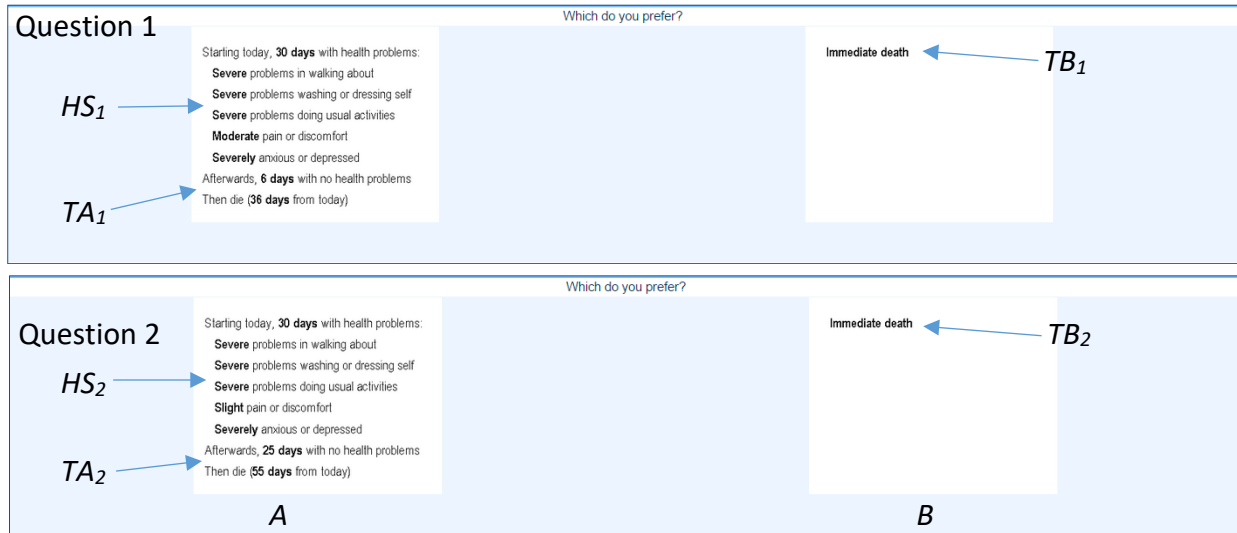 Which do you prefer?
Question 1
Starting today, 30 days with health problems:
Severe problems in walking about
Severe problems washing or dressing self
Severe problems doing usual activities
Moderate pain or discomfort
Severely anxious or depressed
Afterwards, 6 days with no health problems
Then die (36 days from today)
Immediate death
HS1
TA1
TB1
Which do you prefer?
Question 2
Starting today, 30 days with health problems:
Severe problems in walking about
Severe problems washing or dressing self
Severe problems doing usual activities
Slight pain or discomfort
Severely anxious or depressed
Afterwards, 25 days with no health problems
Then die (55 days from today)
Immediate death
HS2
TA2
TB2
A
B